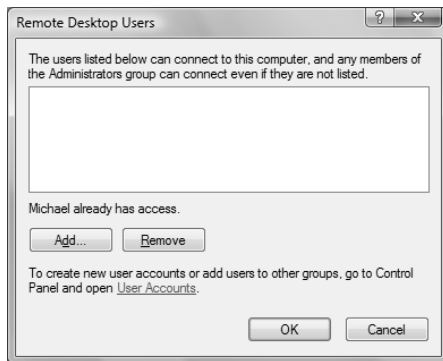 Remote Desktop Users
The users listed below can connect to this computer, and any members of
the Administrators group can connect even if they are not listed.
Michael already has access.
Add... Remove
To create new user accounts or add users to other groups, go to Control
Panel and open User Accounts.
OK Cancel